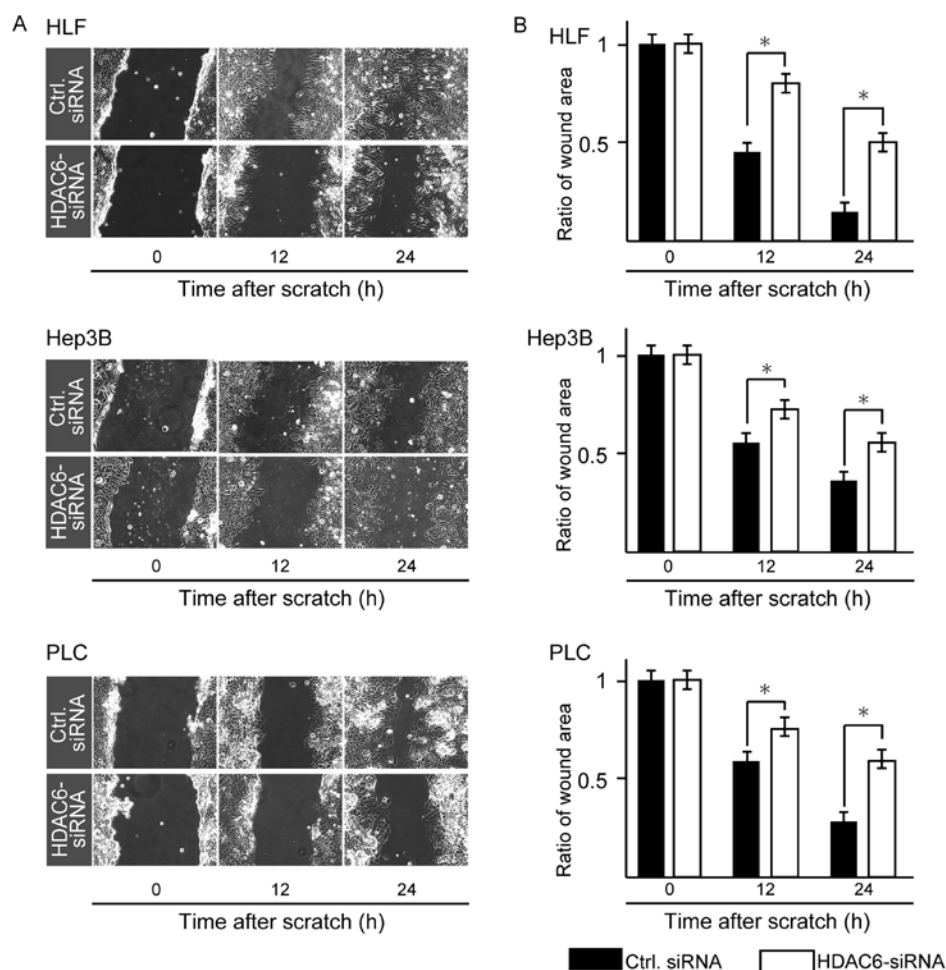 A
HLF
Ctrl.
siRNA
HDAC6-
siRNA
0 12 24
Time after scratch (h)
Hep3B
Ctrl.
siRNA
HDAC6-
siRNA
0 12 24
Time after scratch (h)
PLC
Ctrl.
siRNA
HDAC6-
siRNA
0 12 24
Time after scratch (h)
B
HLF
Ratio of wound area
1
0.5
*
*
0 12 24
Time after scratch (h)
Hep3B
Ratio of wound area
1
0.5
*
*
0 12 24
Time after scratch (h)
PLC
Ratio of wound area
1
0.5
*
*
0 12 24
Time after scratch (h)
Ctrl. siRNA HDAC6-siRNA